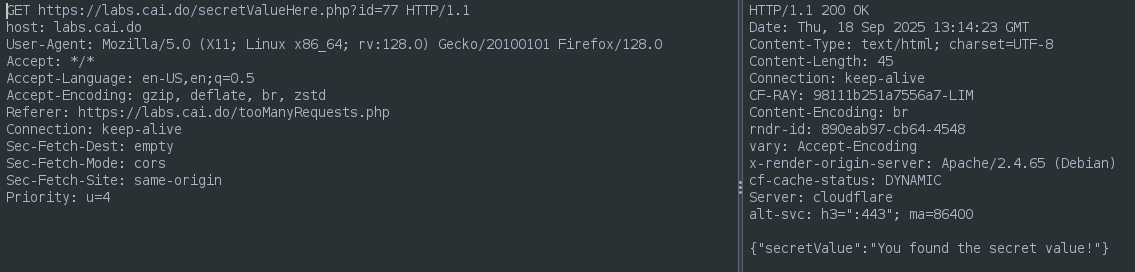 GET https://labs.cai.do/secretValueHere.php?id=77 HTTP/1.1
host: labs.cai.do
User-Agent: Mozilla/5.0 (X11; Linux x86_64; rv:128.0) Gecko/20100101 Firefox/128.0
Accept: */*
Accept-Language: en-US,en;q=0.5
Accept-Encoding: gzip, deflate, br, zstd
Referer: https://labs.cai.do/tooManyRequests.php
Connection: keep-alive
Sec-Fetch-Dest: empty
Sec-Fetch-Mode: cors
Sec-Fetch-Site: same-origin
Priority: u=4
HTTP/1.1 200 OK
Date: Thu, 18 Sep 2025 13:14:23 GMT
Content-Type: text/html; charset=UTF-8
Content-Length: 45
Connection: keep-alive
CF-RAY: 98111b251a7556a7-LIM
Content-Encoding: br
rndr-id: 890eab97-cb64-4548
vary: Accept-Encoding
x-render-origin-server: Apache/2.4.65 (Debian)
cf-cache-status: DYNAMIC
Server: cloudflare
alt-svc: h3=":443"; ma=86400
{"secretValue":"You found the secret value!"}